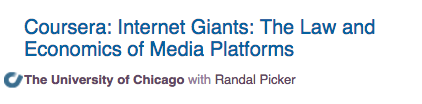 Coursera: Internet Giants: The Law and
Economics of Media Platforms
The University of Chicago with Randal Picker